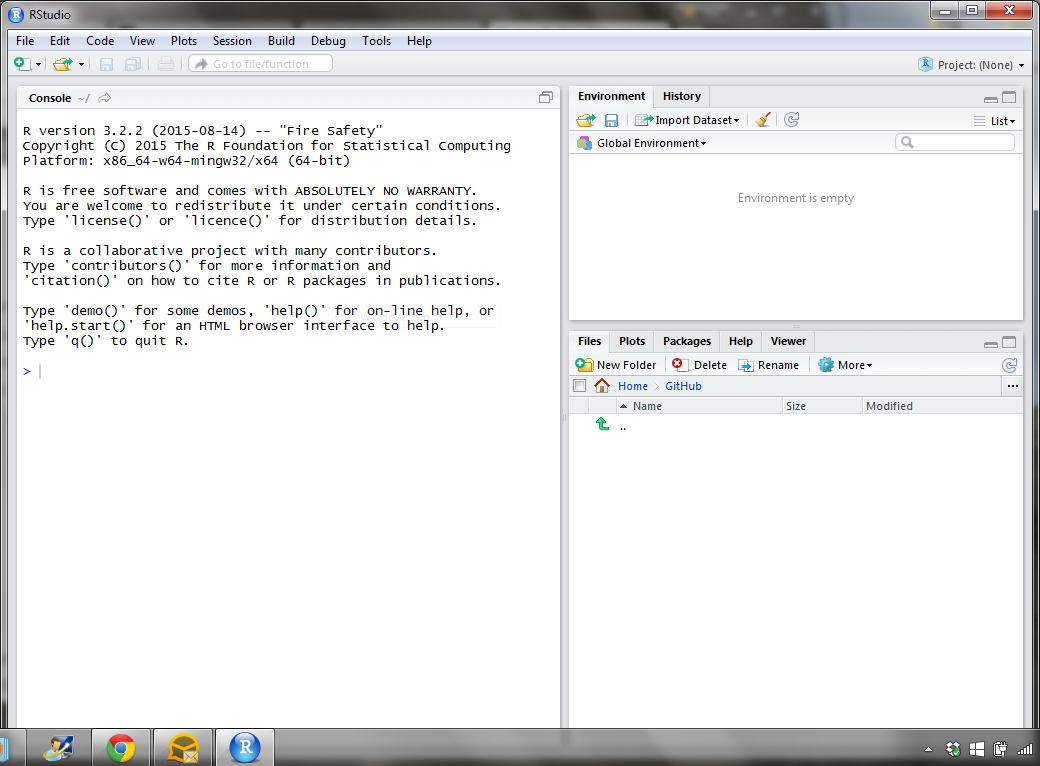 RStudio
File Edit Code View Plots Session Build Debug Tools Help
Go to file/function
Project: (None)
Console ~/
R version 3.2.2 (2015-08-14) -- "Fire Safety"
Copyright (C) 2015 The R Foundation for Statistical Computing
Platform: x86_64-w64-mingw32/x64 (64-bit)
R is free software and comes with ABSOLUTELY NO WARRANTY.
You are welcome to redistribute it under certain conditions.
Type 'license()' or 'licence()' for distribution details.
R is a collaborative project with many contributors.
Type 'contributors()' for more information and
'citation()' on how to cite R or R packages in publications.
Type 'demo()' for some demos, 'help()' for on-line help, or
'help.start()' for an HTML browser interface to help.
Type 'q()' to quit R.
>
Environment History
Import Dataset List
Global Environment
Environment is empty
Files Plots Packages Help Viewer
New Folder Delete Rename More
Home GitHub ...
Name Size Modified
..